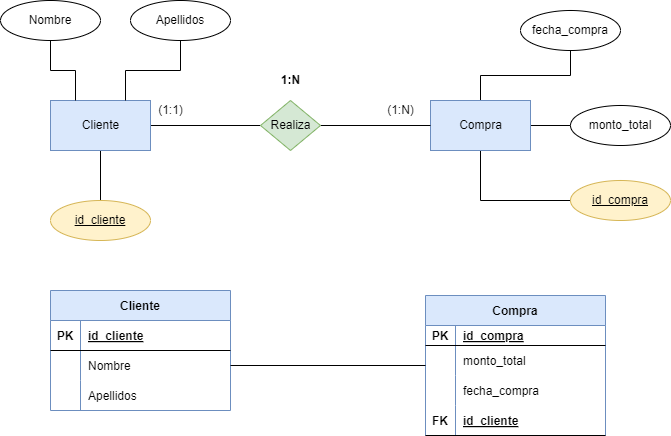 Nombre
Apellidos
fecha_compra
1:N
Cliente
(1:1)
Realiza
(1:N)
Compra
monto_total
id_cliente
id_compra
Cliente
PK id_cliente
Nombre
Apellidos
Compra
PK id_compra
monto_total
fecha_compra
FK id_cliente